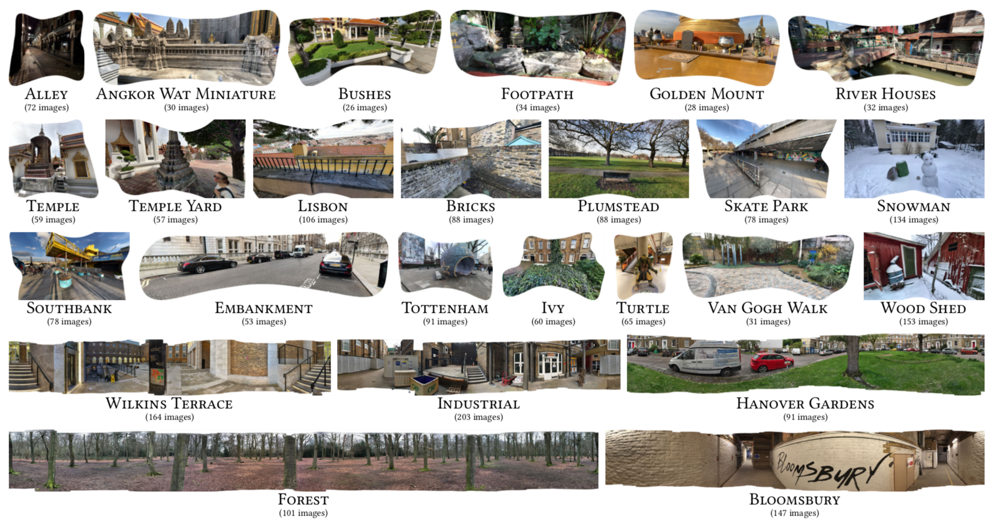 ALLEY
(72 images)
ANGKOR WAT MINIATURE
(30 images)
BUSHES
(26 images)
FOOTPATH
(34 images)
GOLDEN MOUNT
(28 images)
RIVER HOUSES
(32 images)
TEMPLE
(59 images)
TEMPLE YARD
(57 images)
LISBON
(106 images)
BRICKS
(88 images)
PLUMSTEAD
(88 images)
SKATE PARK
(78 images)
SNOWMAN
(134 images)
SOUTHBANK
(78 images)
EMBANKMENT
(53 images)
TOTTENHAM
(91 images)
IVY
(60 images)
TURTLE
(65 images)
VAN GOGH WALK
(31 images)
WOOD SHED
(153 images)
CHP CHP
WILKINS TERRACE
(164 images)
INDUSTRIAL
(203 images)
HANOVER GARDENS
(91 images)
BLOOMSBURY
FOREST
(101 images)
BLOOMSBURY
(147 images)